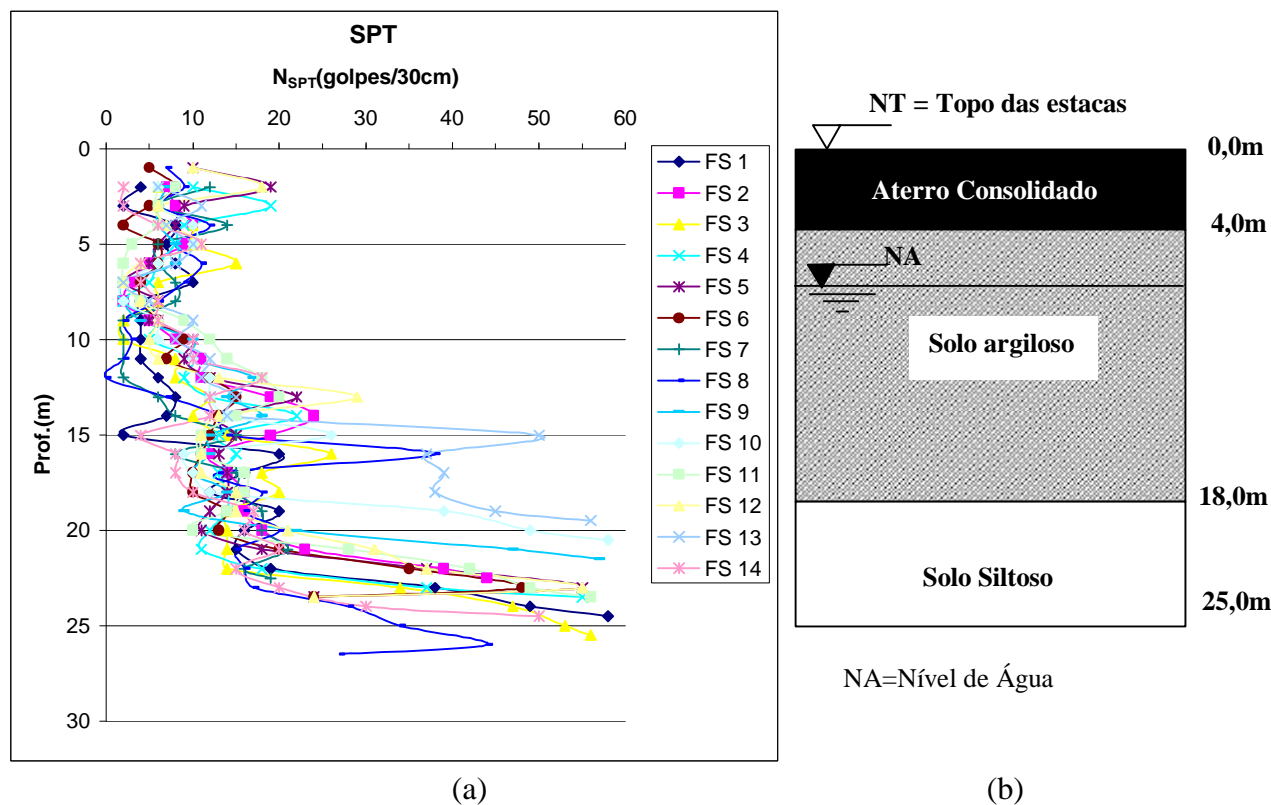 SPT
NSPT(golpes/30cm)
0 10 20 30 40 50 60
0
5
10
15
20
25
30
Prof.(m)
FS 1
FS 2
FS 3
FS 4
FS 5
FS 6
FS 7
FS 8
FS 9
FS 10
FS 11
FS 12
FS 13
FS 14
(a)
NT = Topo das estacas
0,0m
Aterro Consolidado
4,0m
NA
Solo argiloso
18,0m
Solo Siltoso
25,0m
NA=Nível de Água
(b)